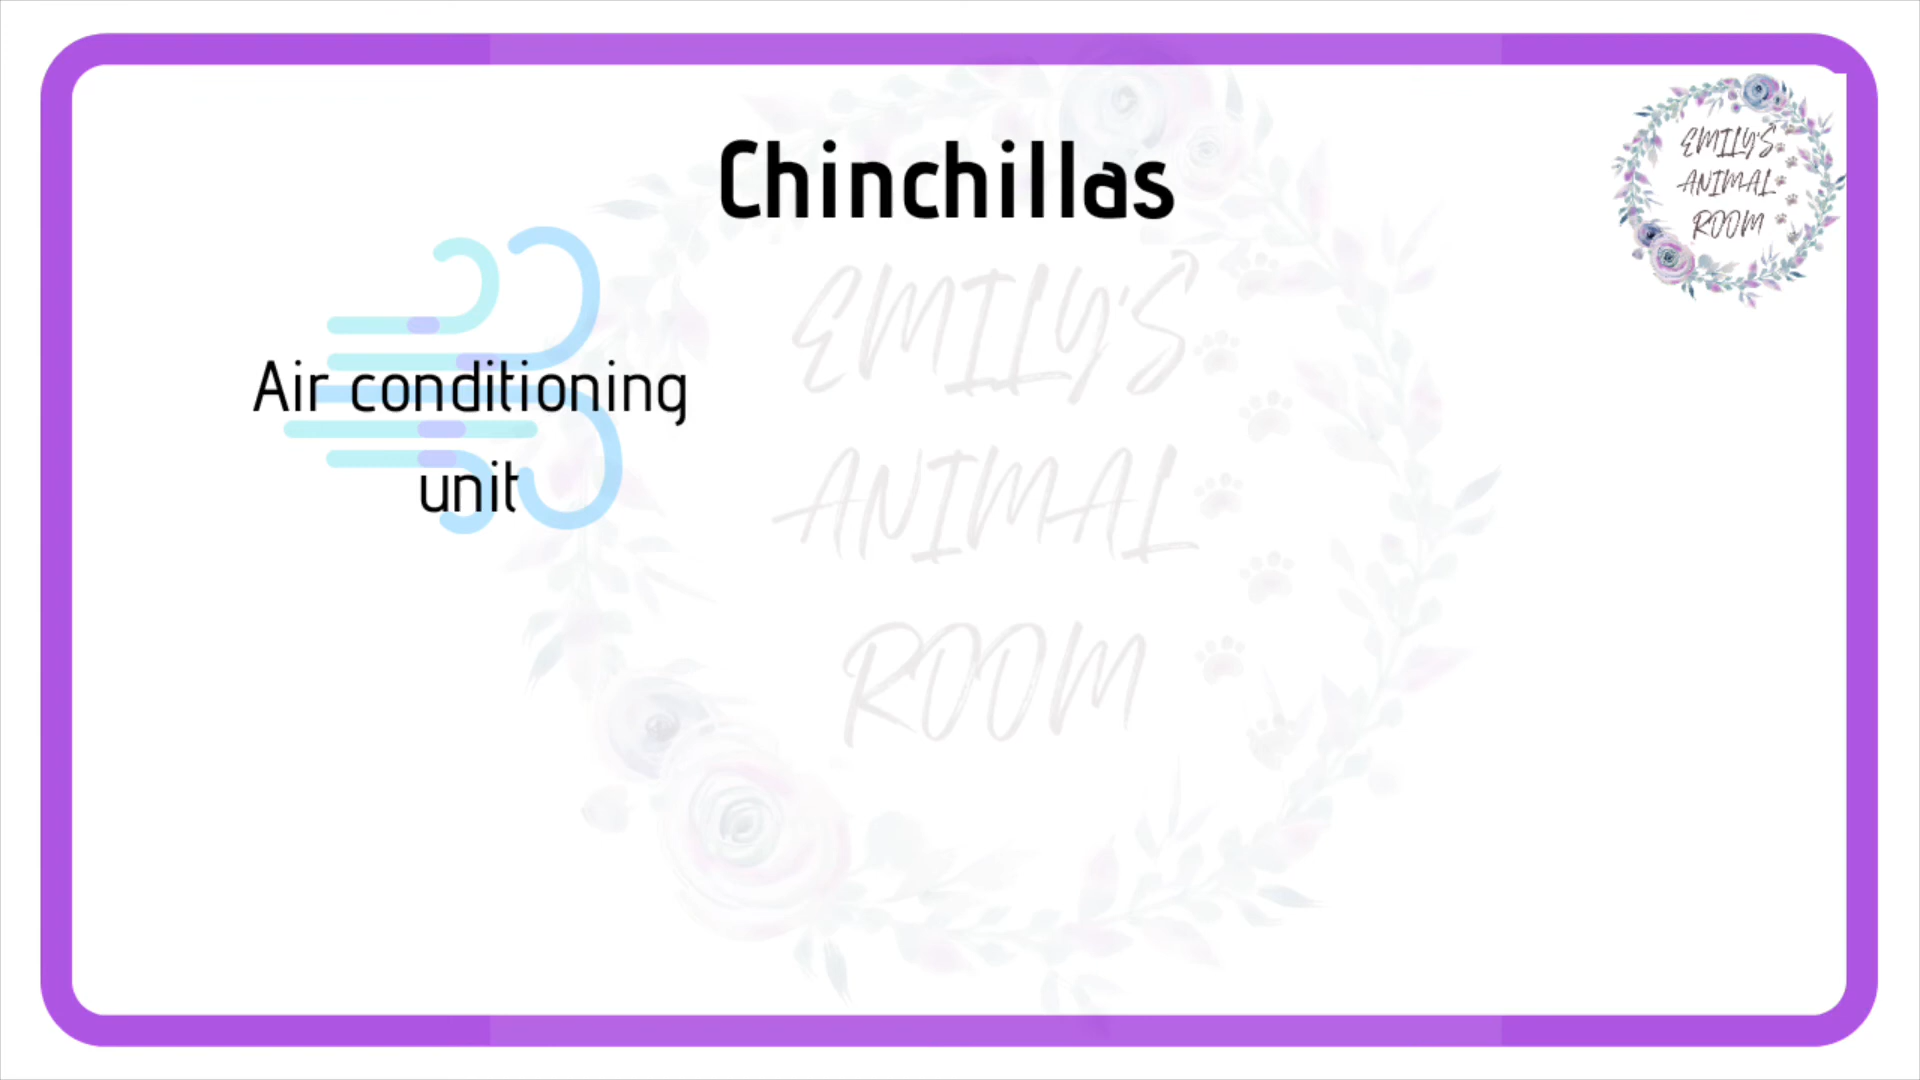 Chinchillas
EMILY'S
ANIMAL
ROOM
Air conditioning
unit
EMILY'S
ANIMAL
ROOM